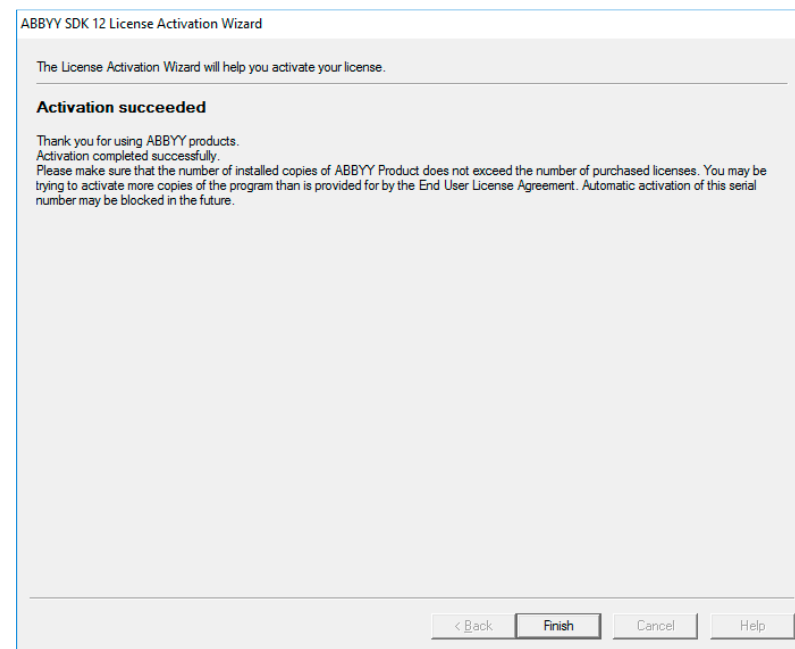 ABBYY SDK 12 License Activation Wizard
The License Activation Wizard will help you activate your license.
Activation succeeded
Thank you for using ABBYY products.
Activation completed successfully.
Please make sure that the number of installed copies of ABBYY Product does not exceed the number of purchased licenses. You may be
trying to activate more copies of the program than is provided for by the End User License Agreement. Automatic activation of this serial
number may be blocked in the future.
< Back Finish Cancel Help